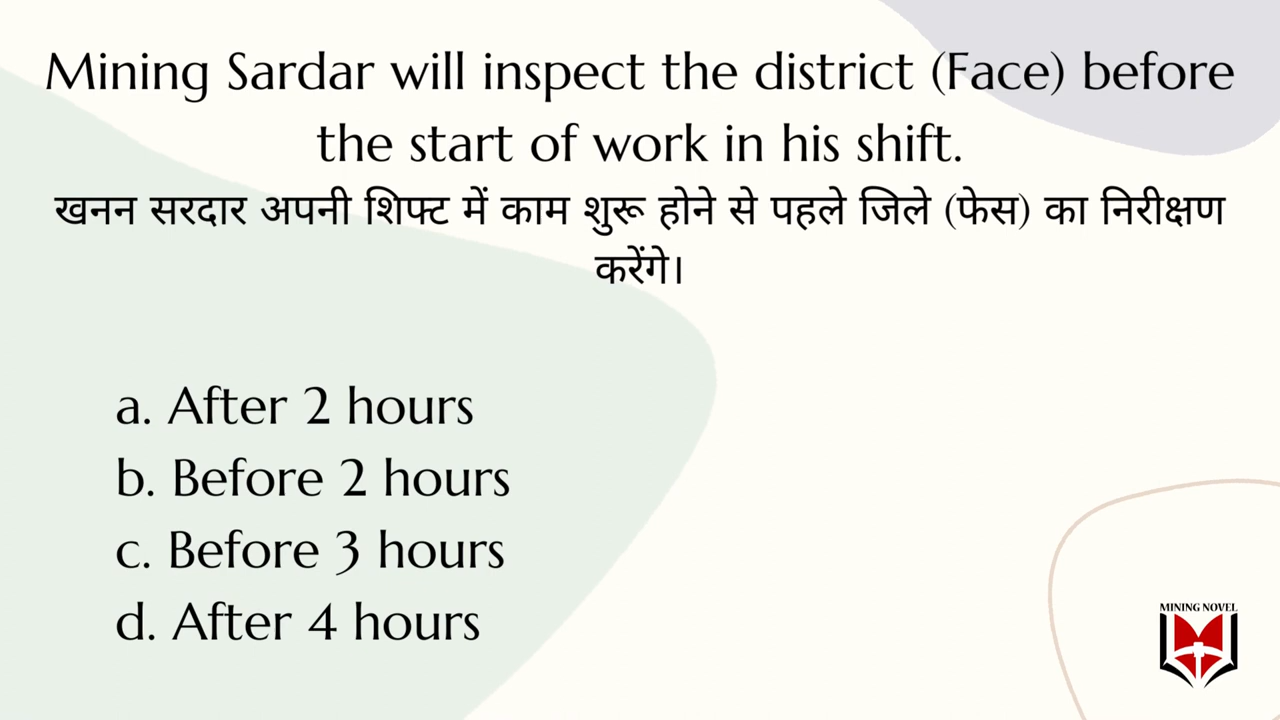 Mining Sardar will inspect the district (Face) before
the start of work in his shift.
खनन सरदार अपनी शिफ्ट में काम शुरू होने से पहले जिले (फेस) का निरीक्षण
करेंगे।
a. After 2 hours
b. Before 2 hours
c. Before 3 hours
d. After 4 hours
MINING NOVEL